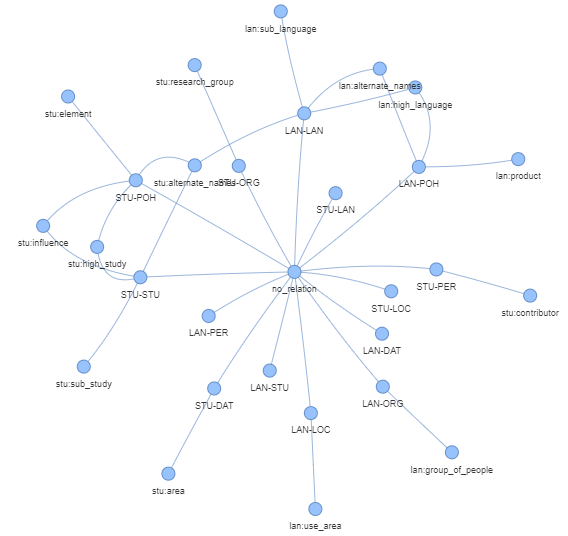 lan:sub_language
stu:research_group
lan:alternate_names
lan:high_language
stu:element
LAN-LAN
stu:alternate_names
STU-ORG
LAN-POH
lan:product
STU-POH
STU-LAN
stu:influence
stu:high_study
STU-STU
no_relation
STU-PER
STU-LOC
stu:contributor
LAN-PER
LAN-DAT
stu:sub_study
LAN-STU
STU-DAT
LAN-ORG
LAN-LOC
lan:group_of_people
stu:area
lan:use_area